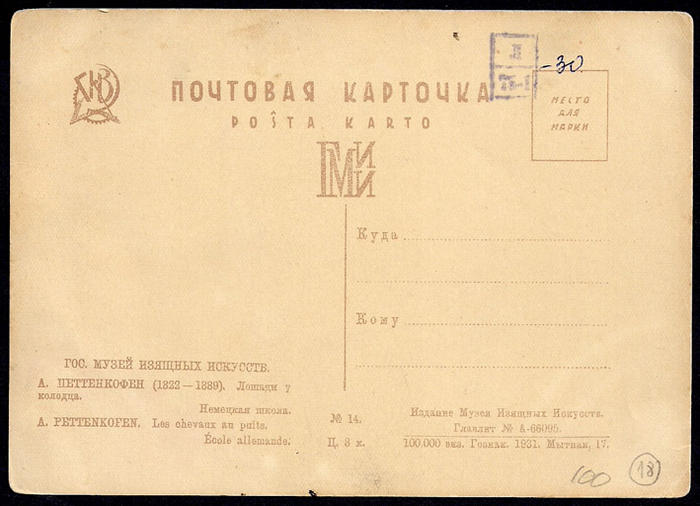 -30
ПОЧТОВАЯ КАРТОЧКА
POŜTA KARTO
МЕСТО
ДЛЯ
МАРКИ
ГМИИ
Куда
Кому
ГОС. МУЗЕЙ ИЗЯЩНЫХ ИСКУССТВ.
А. ПЕТТЕНКОФЕН (1822 — 1889). Лошади у
колодца.
Немецкая школа.
A. PETTENKOFEN. Les chevaux au puits.
École allemande.
№ 14.
Ц. 8 к.
Издание Музея Изящных Искусств.
Главлит № А-66095.
100.000 экз. Гознак. 1931. Мытная, 17.
100
18